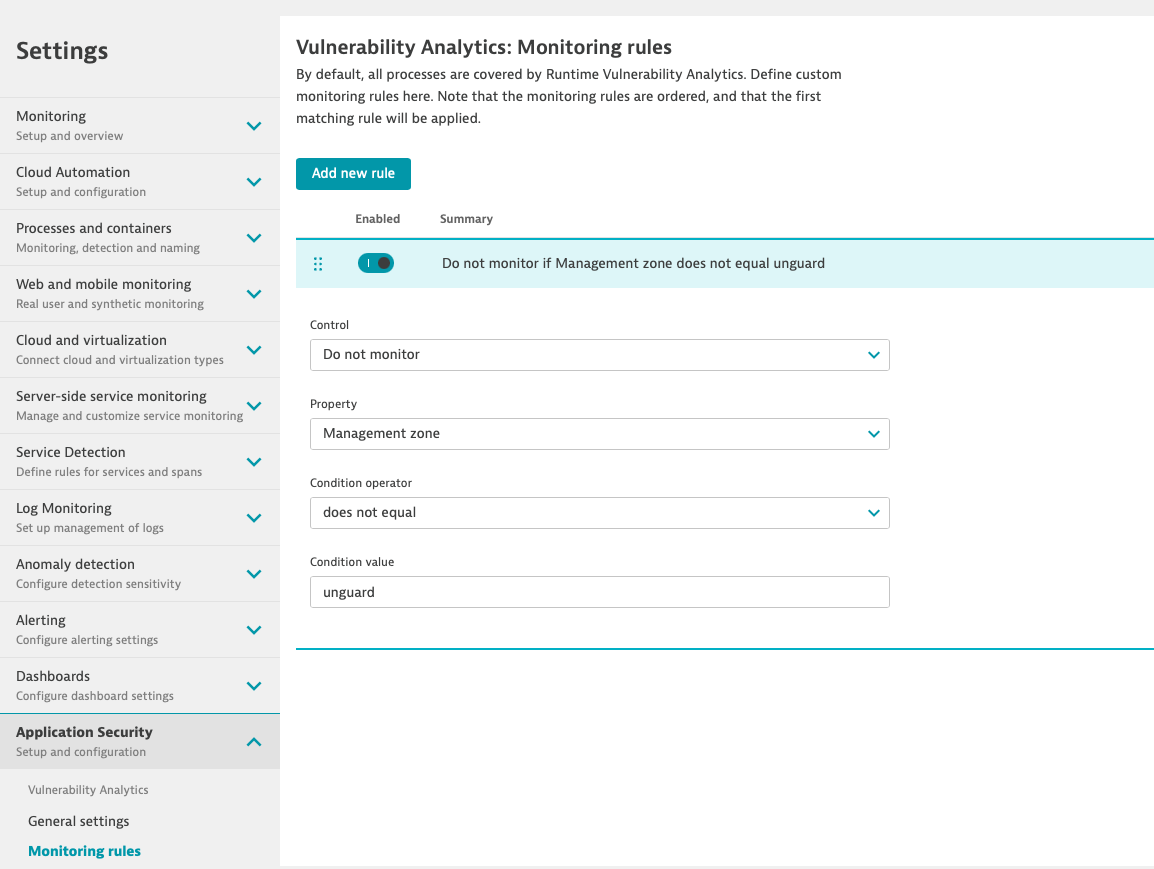 Settings
Monitoring
Setup and overview
Cloud Automation
Setup and configuration
Processes and containers
Monitoring, detection and naming
Web and mobile monitoring
Real user and synthetic monitoring
Cloud and virtualization
Connect cloud and virtualization types
Server-side service monitoring
Manage and customize service monitoring
Service Detection
Define rules for services and spans
Log Monitoring
Set up management of logs
Anomaly detection
Configure detection sensitivity
Alerting
Configure alerting settings
Dashboards
Configure dashboard settings
Application Security
Setup and configuration
Vulnerability Analytics
General settings
Monitoring rules
Vulnerability Analytics: Monitoring rules
By default, all processes are covered by Runtime Vulnerability Analytics. Define custom
monitoring rules here. Note that the monitoring rules are ordered, and that the first
matching rule will be applied.
Add new rule
Enabled Summary
Do not monitor if Management zone does not equal unguard
Control
Do not monitor
Property
Management zone
Condition operator
does not equal
Condition value
unguard